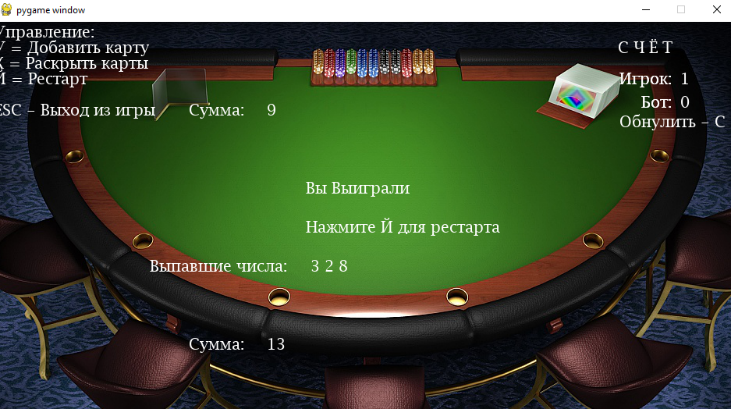 pygame window
Управление:
У = Добавить карту
= Раскрыть карты
Й = Рестарт
ESC – Выход из игры
Сумма: 9
С Ч Ё Т
Игрок: 1
Бот: 0
Обнулить – С
Вы Выиграли
Нажмите Й для рестарта
Выпавшие числа: 3 2 8
Сумма: 13